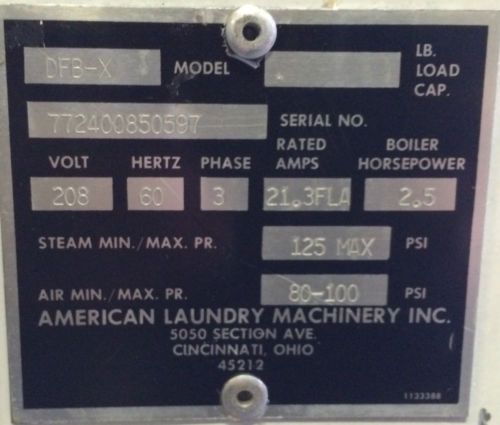 DFB-X MODEL LB. LOAD CAP.
772400850597 SERIAL NO.
VOLT HERTZ PHASE RATED AMPS BOILER HORSEPOWER
208 60 3 21.3FLA 2.5
STEAM MIN./MAX. PR. 125 MAX PSI
AIR MIN./MAX. PR. 80-100 PSI
AMERICAN LAUNDRY MACHINERY INC.
5050 SECTION AVE.
CINCINNATI, OHIO
45212
1123388